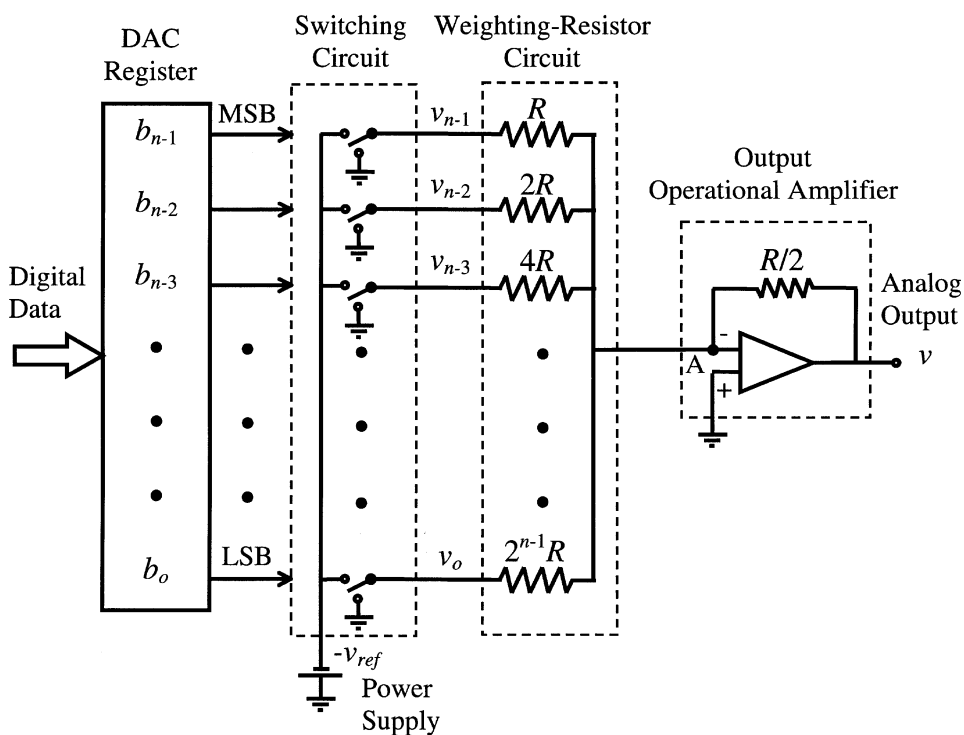 DAC
Register
Switching
Circuit
Weighting-Resistor
Circuit
Output
Operational Amplifier
Digital
Data
Analog
Output
MSB
LSB
b_{n-1}
b_{n-2}
b_{n-3}
b_o
v_{n-1}
v_{n-2}
v_{n-3}
v_o
R
2R
4R
2^{n-1}R
R/2
A
-
+
v
-v_{ref}
Power
Supply